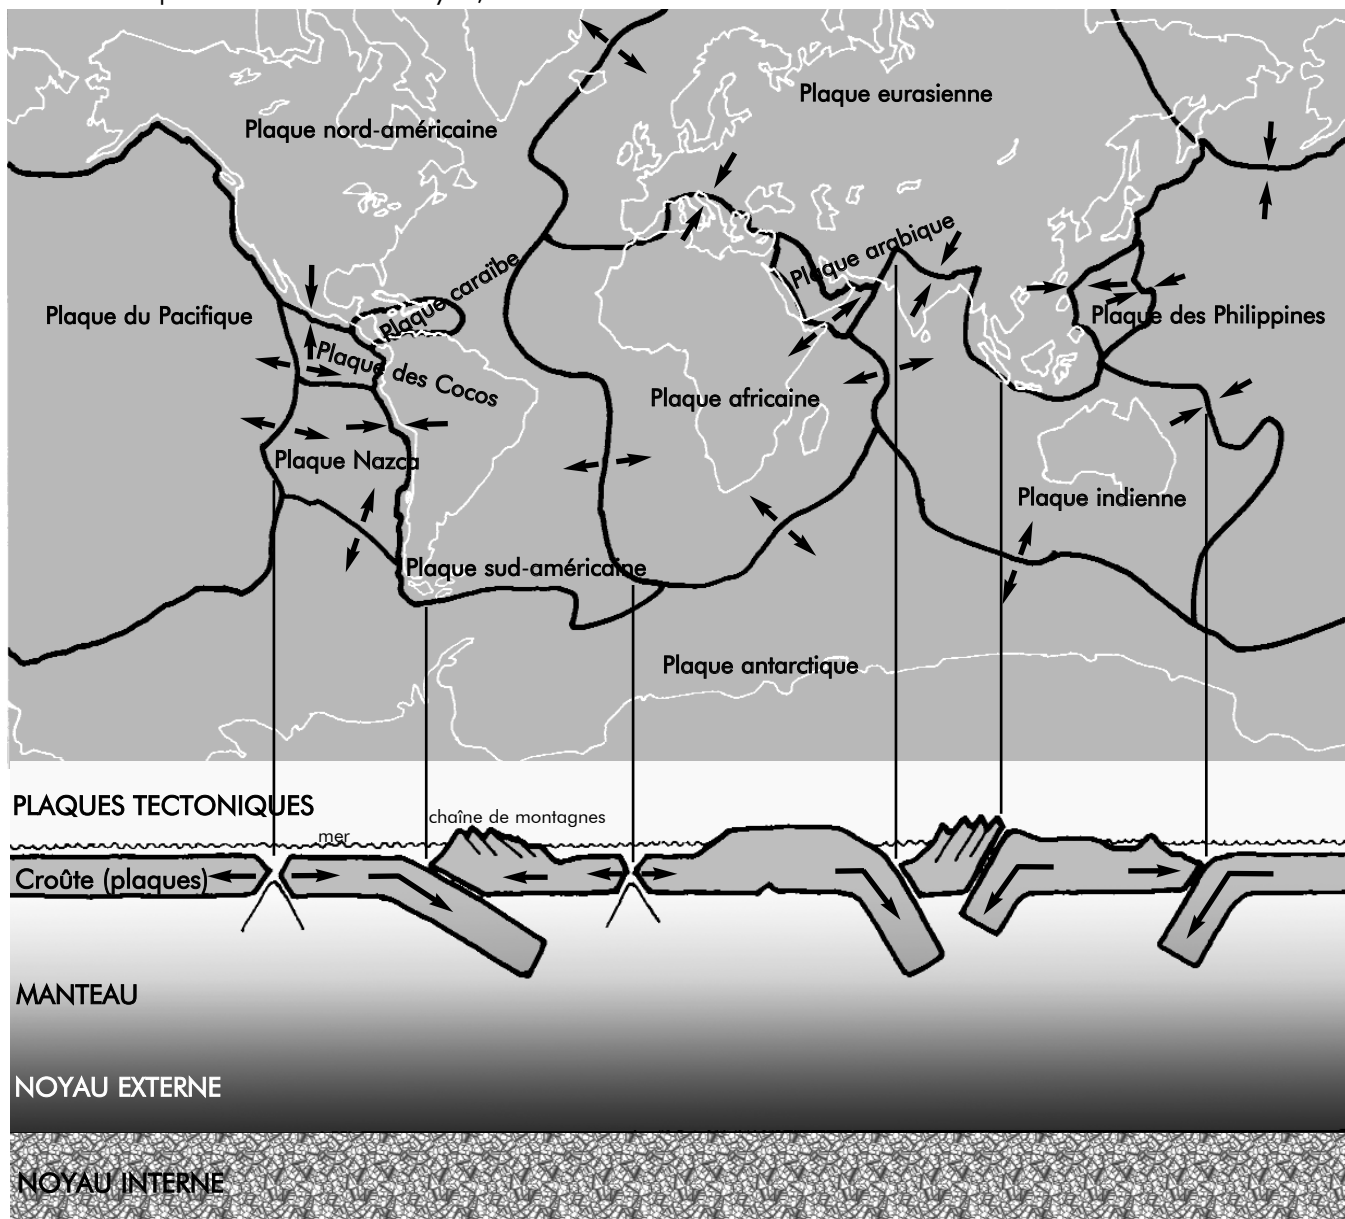 Plaque eurasienne
Plaque nord-américaine
Plaque arabique
Plaque caraïbe
Plaque du Pacifique
Plaque des Philippines
Plaque des Cocos
Plaque africaine
Plaque Nazca
Plaque indienne
Plaque sud-américaine
Plaque antarctique
PLAQUES TECTONIQUES
chaîne de montagnes
mer
Croûte (plaques)
MANTEAU
NOYAU EXTERNE
NOYAU INTERNE